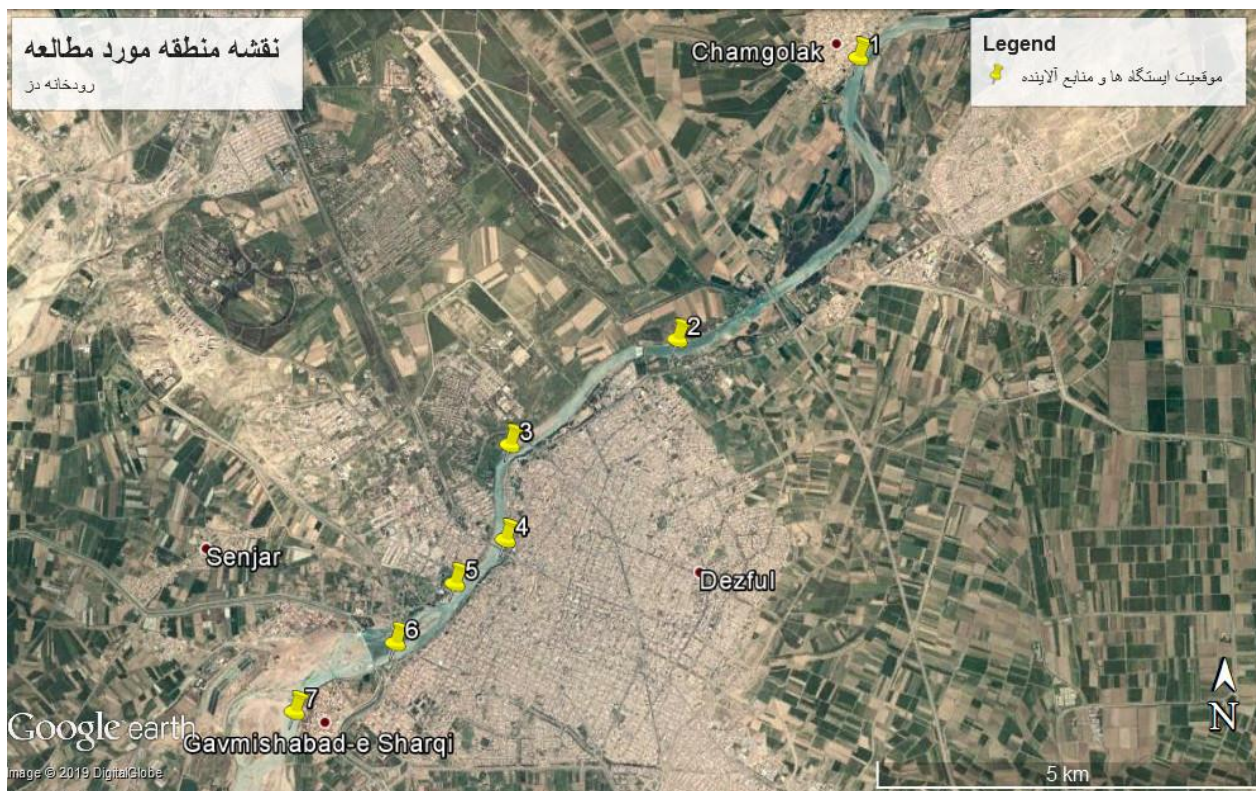 نقشه منطقه مورد مطالعه
رودخانه دز
Legend
موقعیت ایستگاه ها و منابع آلاینده
Chamgolak
1
2
3
4
5
6
7
Senjar
Dezful
Gavmishabad-e Sharqi
Google earth
Image © 2019 DigitalGlobe
N
5 km